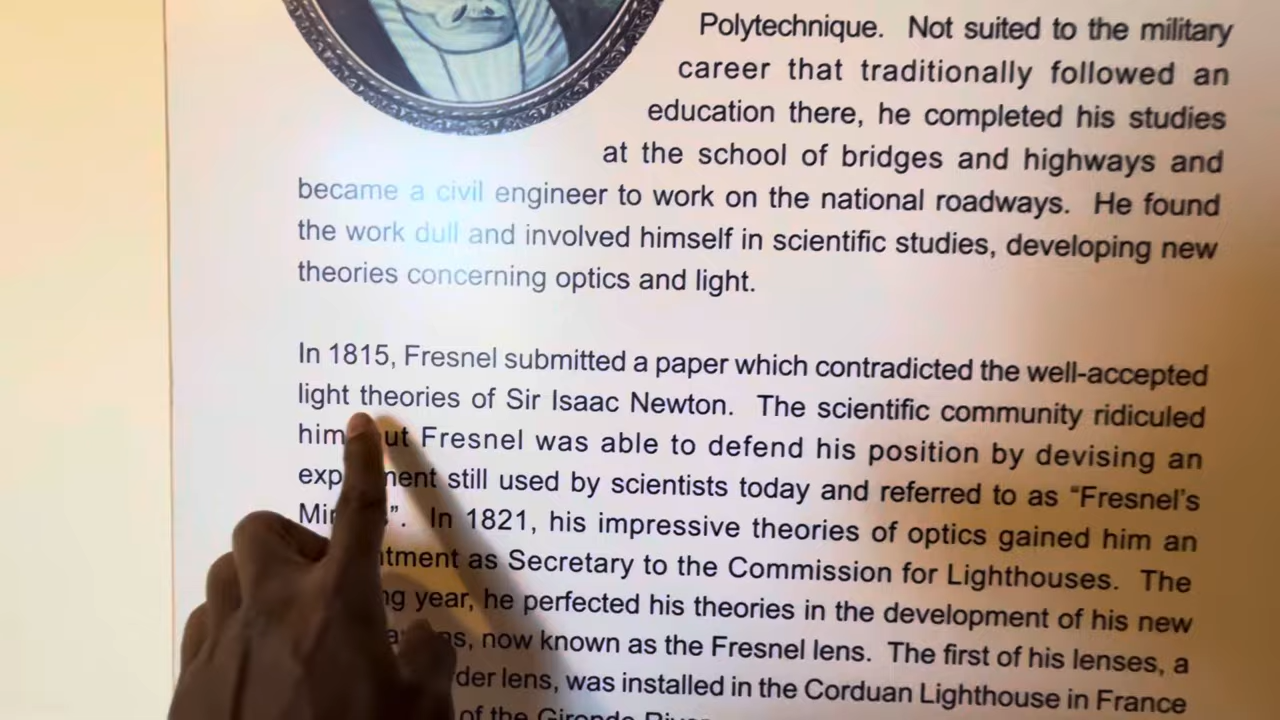 Polytechnique. Not suited to the military
career that traditionally followed an
education there, he completed his studies
at the school of bridges and highways and
became a civil engineer to work on the national roadways. He found
the work dull and involved himself in scientific studies, developing new
theories concerning optics and light.
In 1815, Fresnel submitted a paper which contradicted the well-accepted
light theories of Sir Isaac Newton. The scientific community ridiculed
him Fresnel was able to defend his position by devising an
still used by scientists today and referred to as “Fresnel’s
”. In 1821, his impressive theories of optics gained him an
as Secretary to the Commission for Lighthouses. The
year, he perfected his theories in the development of his new
now known as the Fresnel lens. The first of his lenses, a
lens, was installed in the Corduan Lighthouse in France
of the Gironde River